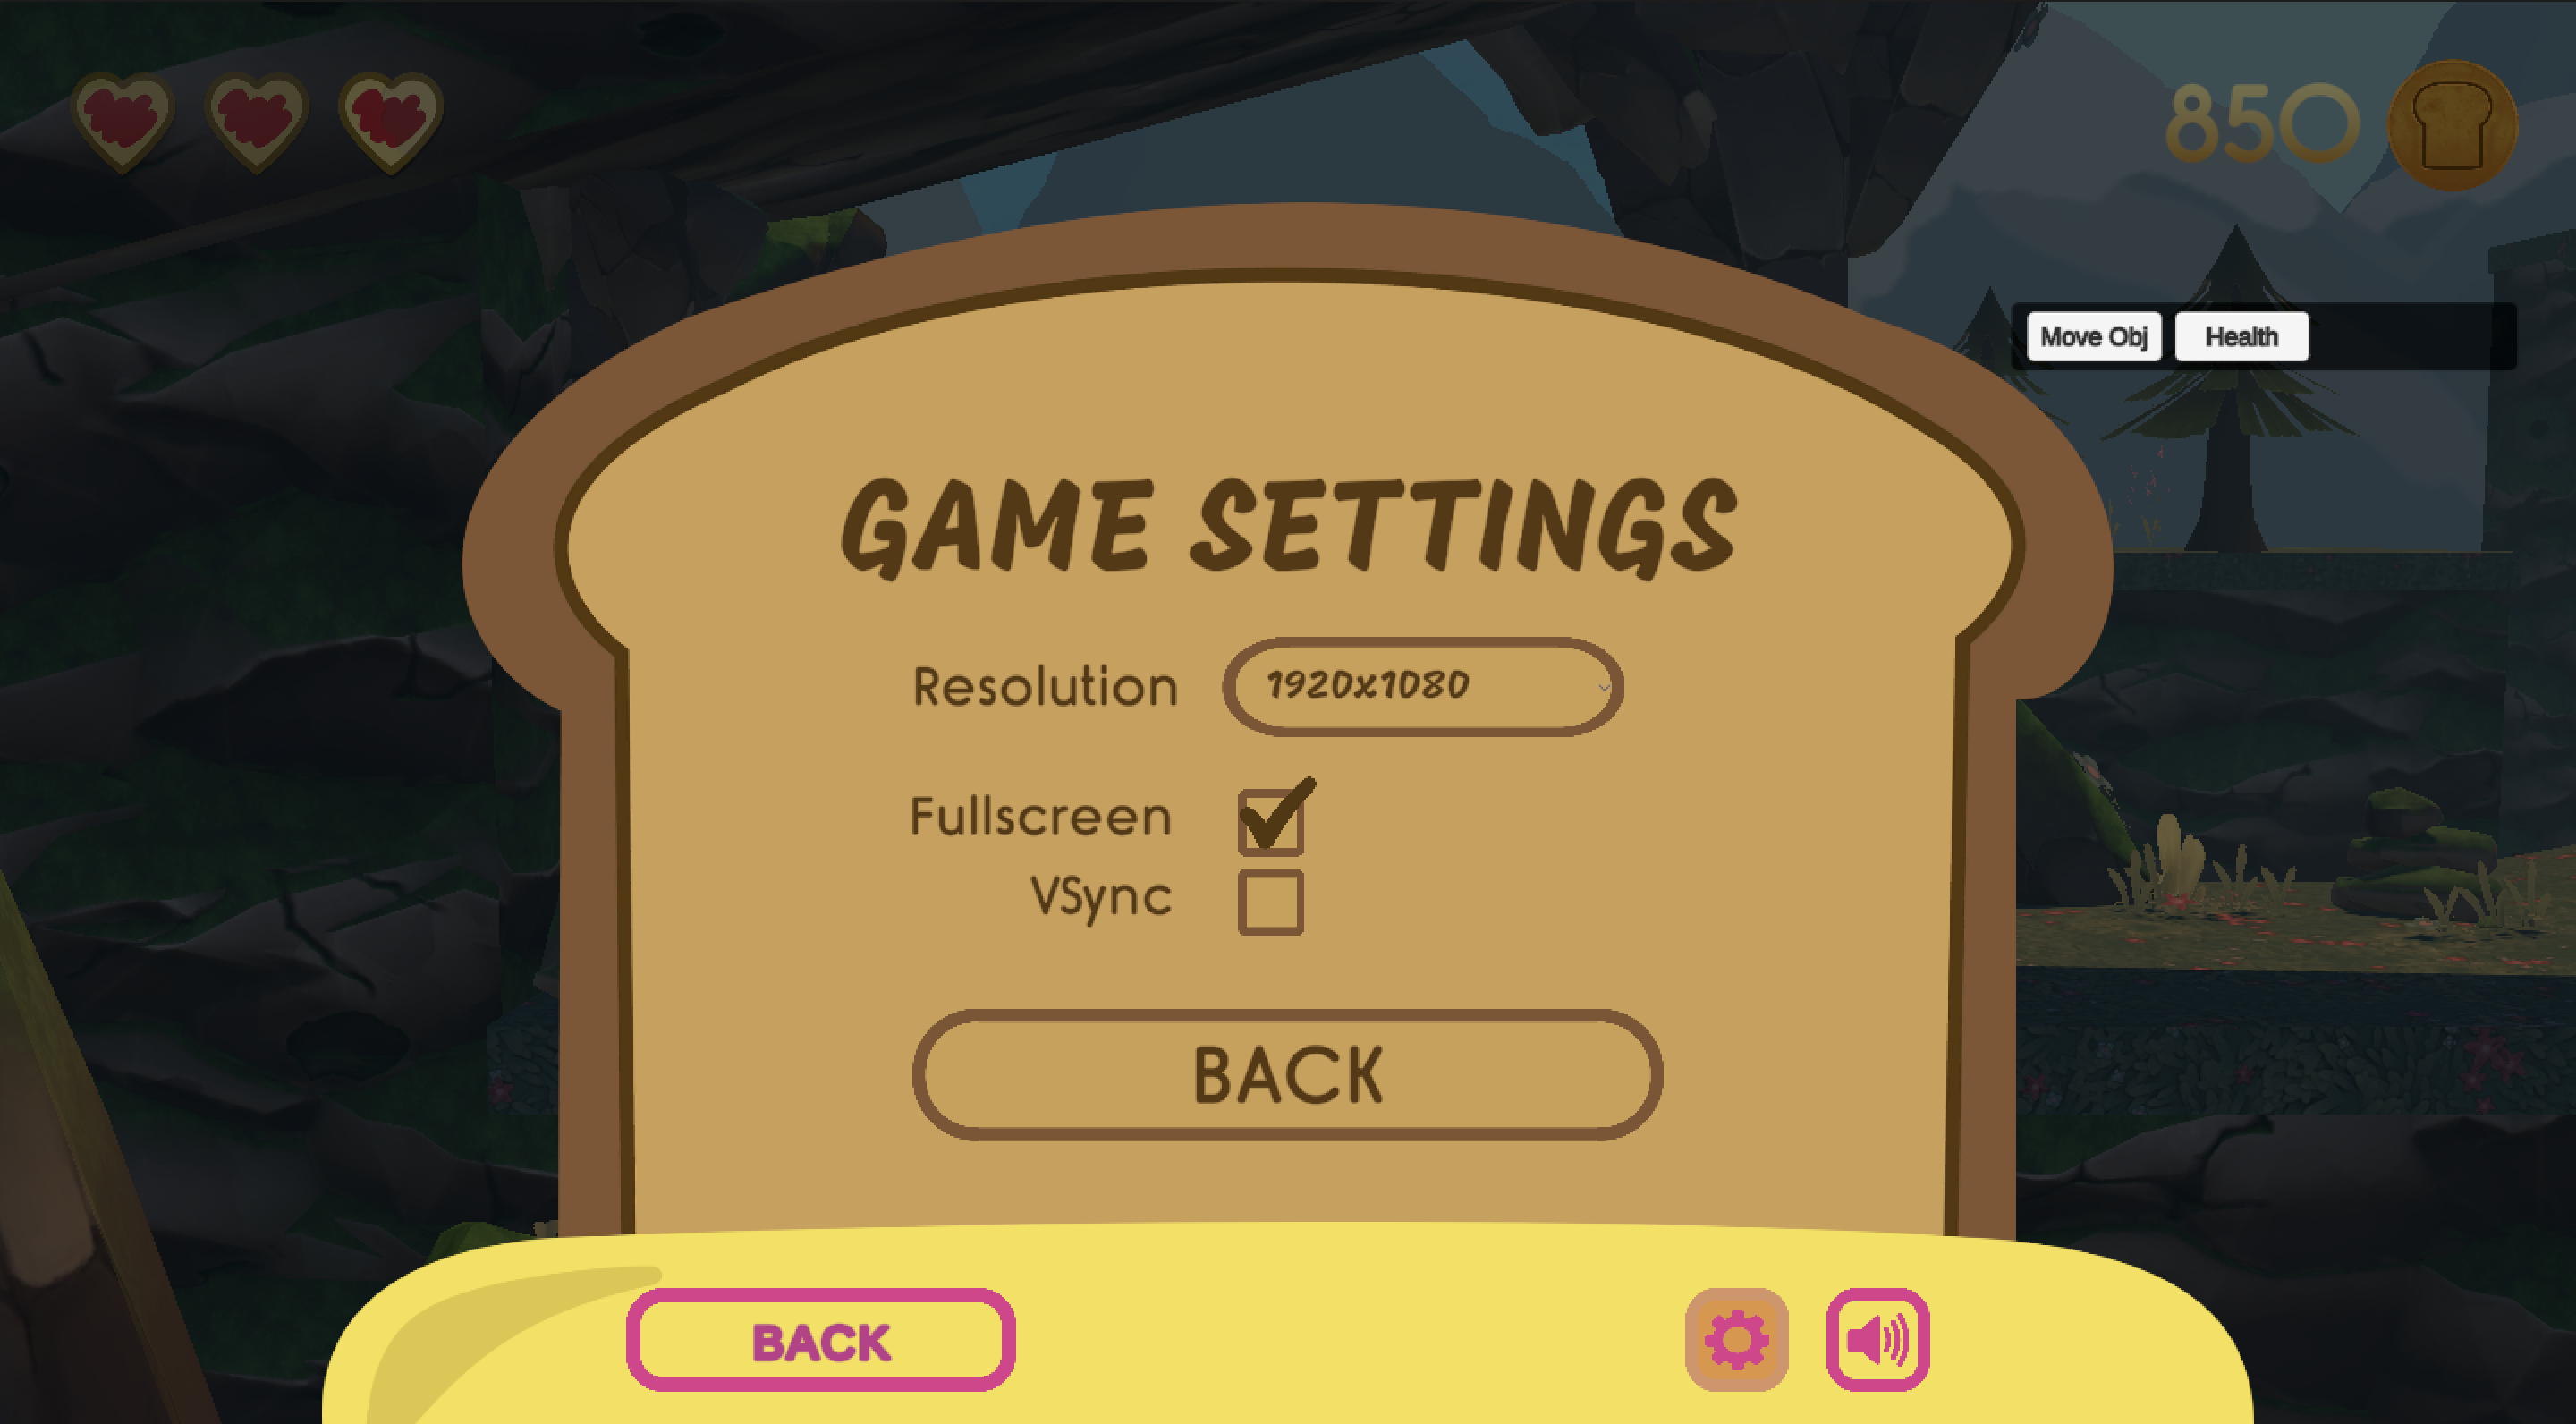 850
Move Obj
Health
GAME SETTINGS
Resolution 1920x1080
Fullscreen
VSync
BACK
BACK